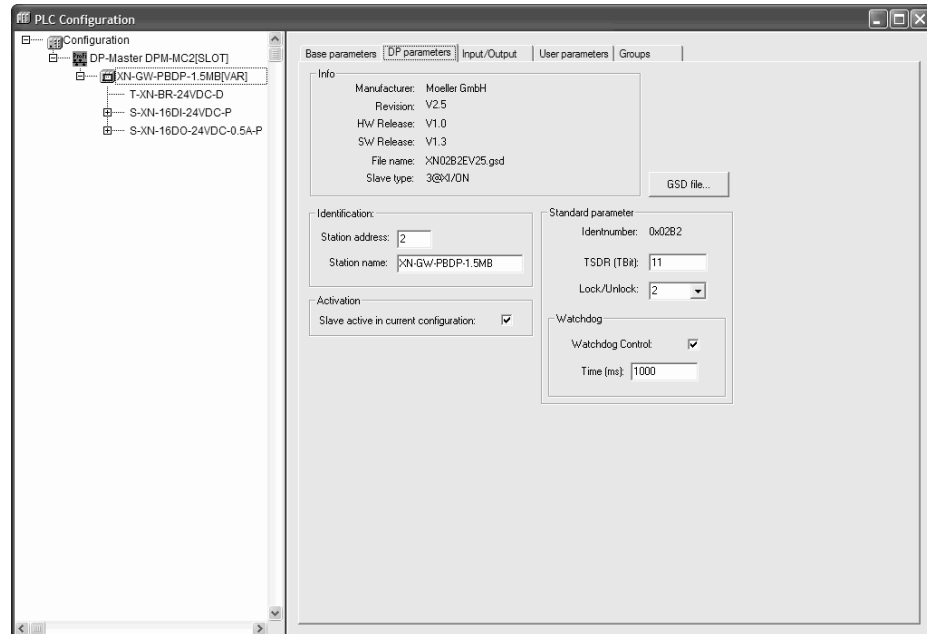 PLC Configuration
Configuration
DP-Master DPM-MC2[SLOT]
XN-GW-PBDP-1.5MB[VAR]
T-XN-BR-24VDC-D
S-XN-16DI-24VDC-P
S-XN-16DO-24VDC-0.5A-P
Base parameters DP parameters Input/Output User parameters Groups
Info
Manufacturer: Moeller GmbH
Revision: V2.5
HW Release: V1.0
SW Release: V1.3
File name: XN02B2EV25.gsd
Slave type: 3@XI/ON
GSD file...
Identification:
Station address: 2
Station name: XN-GW-PBDP-1.5MB
Activation
Slave active in current configuration:
Standard parameter
Identnumber: 0x02B2
TSDR (TBit): 11
Lock/Unlock: 2
Watchdog
Watchdog Control:
Time (ms): 1000